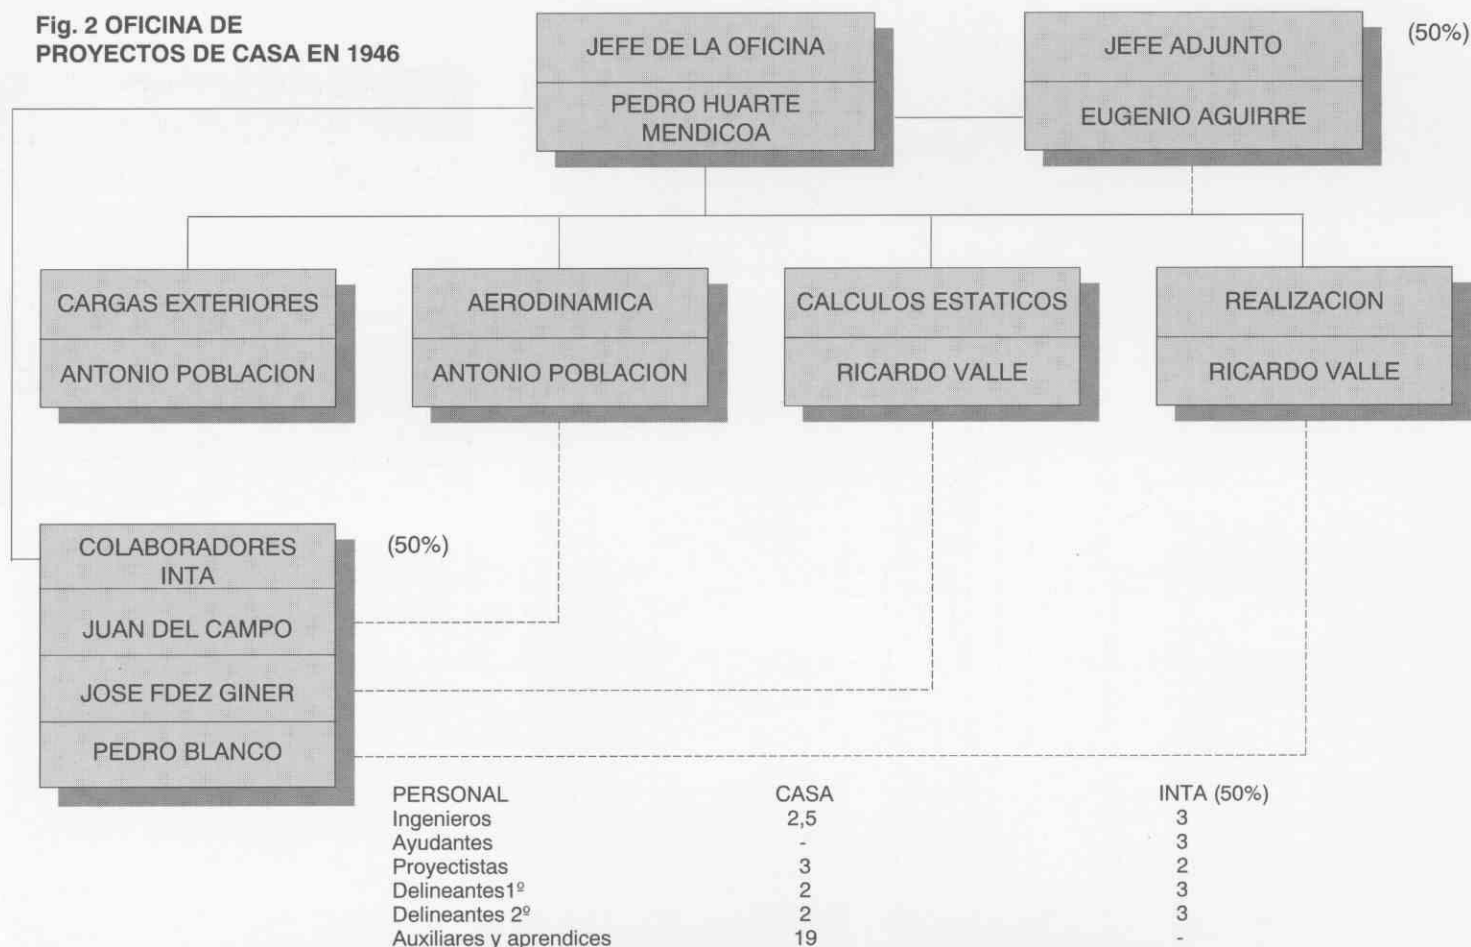 Fig. 2 OFICINA DE
PROYECTOS DE CASA EN 1946
JEFE DE LA OFICINA
PEDRO HUARTE
MENDICOA
JEFE ADJUNTO
EUGENIO AGUIRRE
(50%)
CARGAS EXTERIORES
ANTONIO POBLACION
AERODINAMICA
ANTONIO POBLACION
CALCULOS ESTATICOS
RICARDO VALLE
REALIZACION
RICARDO VALLE
COLABORADORES
INTA
(50%)
JUAN DEL CAMPO
JOSE FDEZ GINER
PEDRO BLANCO
PERSONAL CASA INTA (50%)
Ingenieros 2,5 3
Ayudantes - 3
Proyectistas 3 2
Delineantes1º 2 3
Delineantes 2º 2 3
Auxiliares y aprendices 19 -